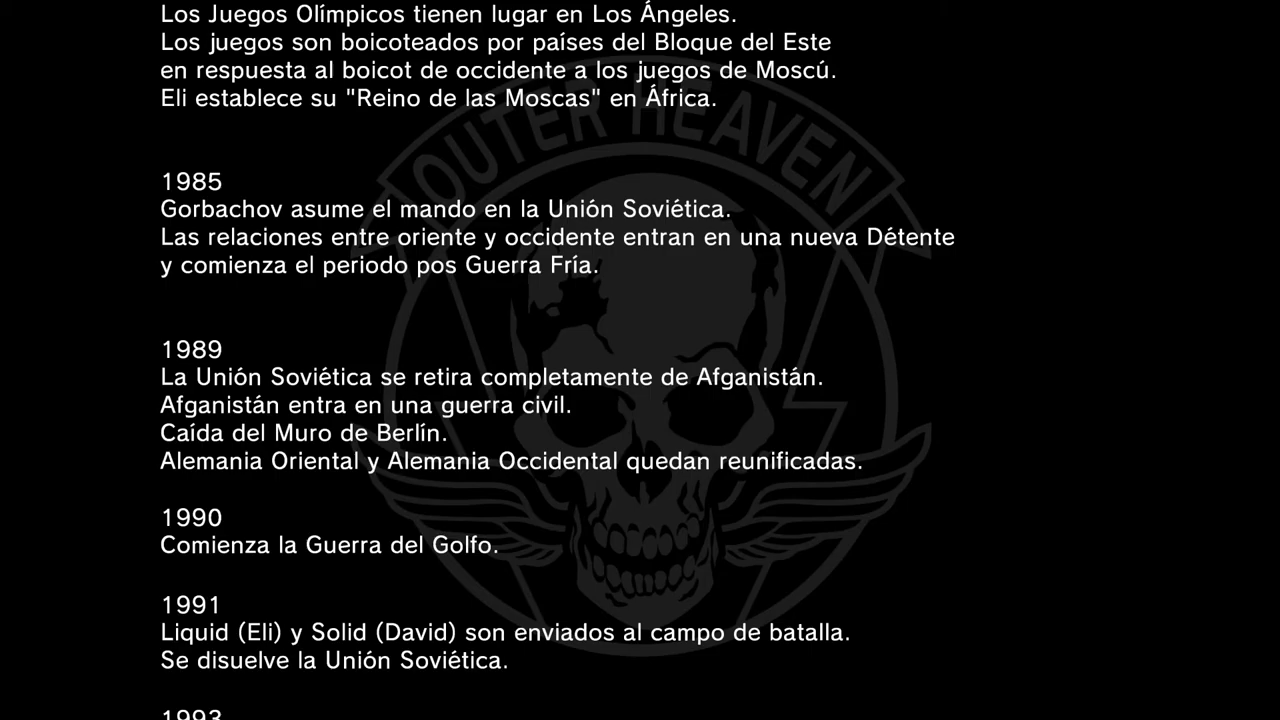 Los Juegos Olímpicos tienen lugar en Los Ángeles.
Los juegos son boicoteados por países del Bloque del Este
en respuesta al boicot de occidente a los juegos de Moscú.
Eli establece su "Reino de las Moscas" en África.
OUTER HEAVEN
1985
Gorbachov asume el mando en la Unión Soviética.
Las relaciones entre oriente y occidente entran en una nueva Détente
y comienza el periodo pos Guerra Fría.
1989
La Unión Soviética se retira completamente de Afganistán.
Afganistán entra en una guerra civil.
Caída del Muro de Berlín.
Alemania Oriental y Alemania Occidental quedan reunificadas.
1990
Comienza la Guerra del Golfo.
1991
Liquid (Eli) y Solid (David) son enviados al campo de batalla.
Se disuelve la Unión Soviética.
1993